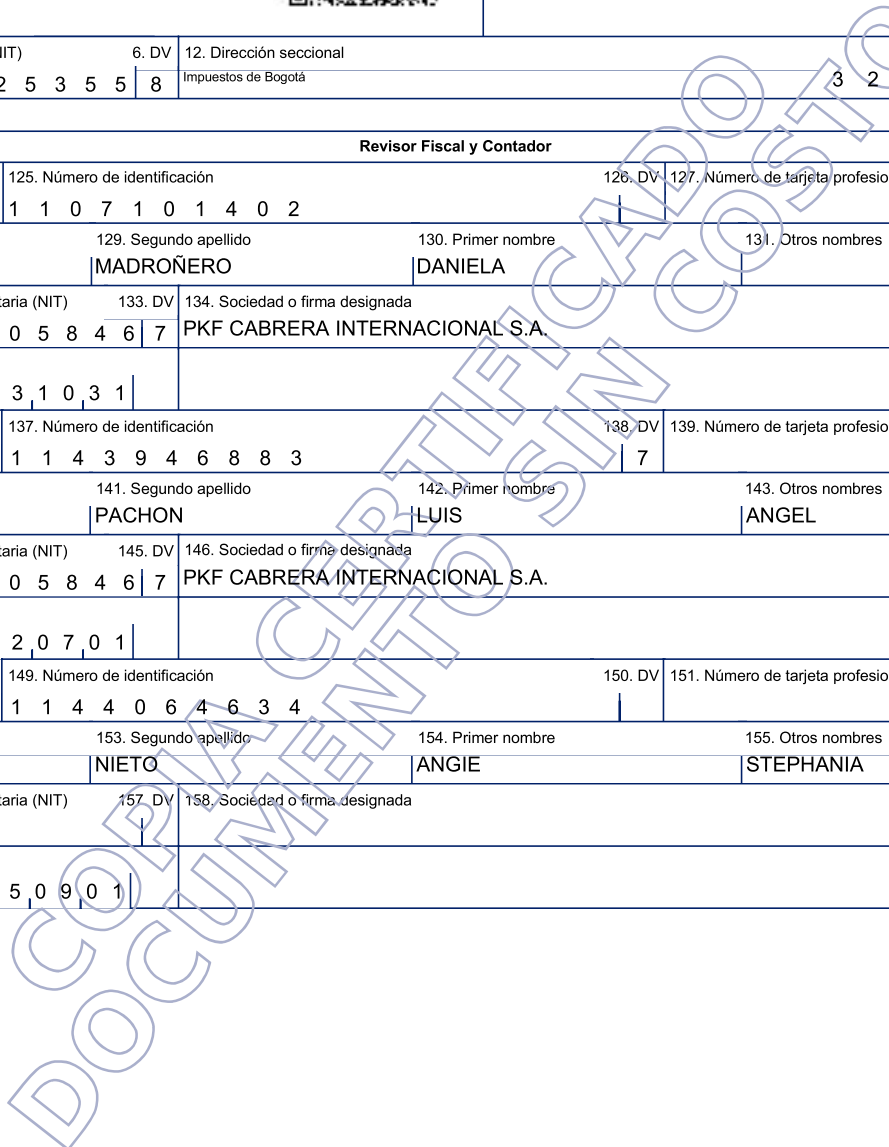 IT) 6. DV 12. Dirección seccional
2 5 3 5 5 8 Impuestos de Bogotá 3 2
Revisor Fiscal y Contador
125. Número de identificación 126. DV 127. Número de tarjeta profesio
1 1 0 7 1 0 1 4 0 2
129. Segundo apellido 130. Primer nombre 131. Otros nombres
MADROÑERO DANIELA
taria (NIT) 133. DV 134. Sociedad o firma designada
0 5 8 4 6 7 PKF CABRERA INTERNACIONAL S.A.
3 1 0 3 1
137. Número de identificación 138. DV 139. Número de tarjeta profesio
1 1 4 3 9 4 6 8 8 3 7
141. Segundo apellido 142. Primer nombre 143. Otros nombres
PACHON LUIS ANGEL
taria (NIT) 145. DV 146. Sociedad o firma designada
0 5 8 4 6 7 PKF CABRERA INTERNACIONAL S.A.
2 0 7 0 1
149. Número de identificación 150. DV 151. Número de tarjeta profesio
1 1 4 4 0 6 4 6 3 4
153. Segundo apellido 154. Primer nombre 155. Otros nombres
NIETO ANGIE STEPHANIA
taria (NIT) 157. DV 158. Sociedad o firma designada
5 0 9 0 1
COPIA CERTIFICADO
DOCUMENTO SIN COSTO